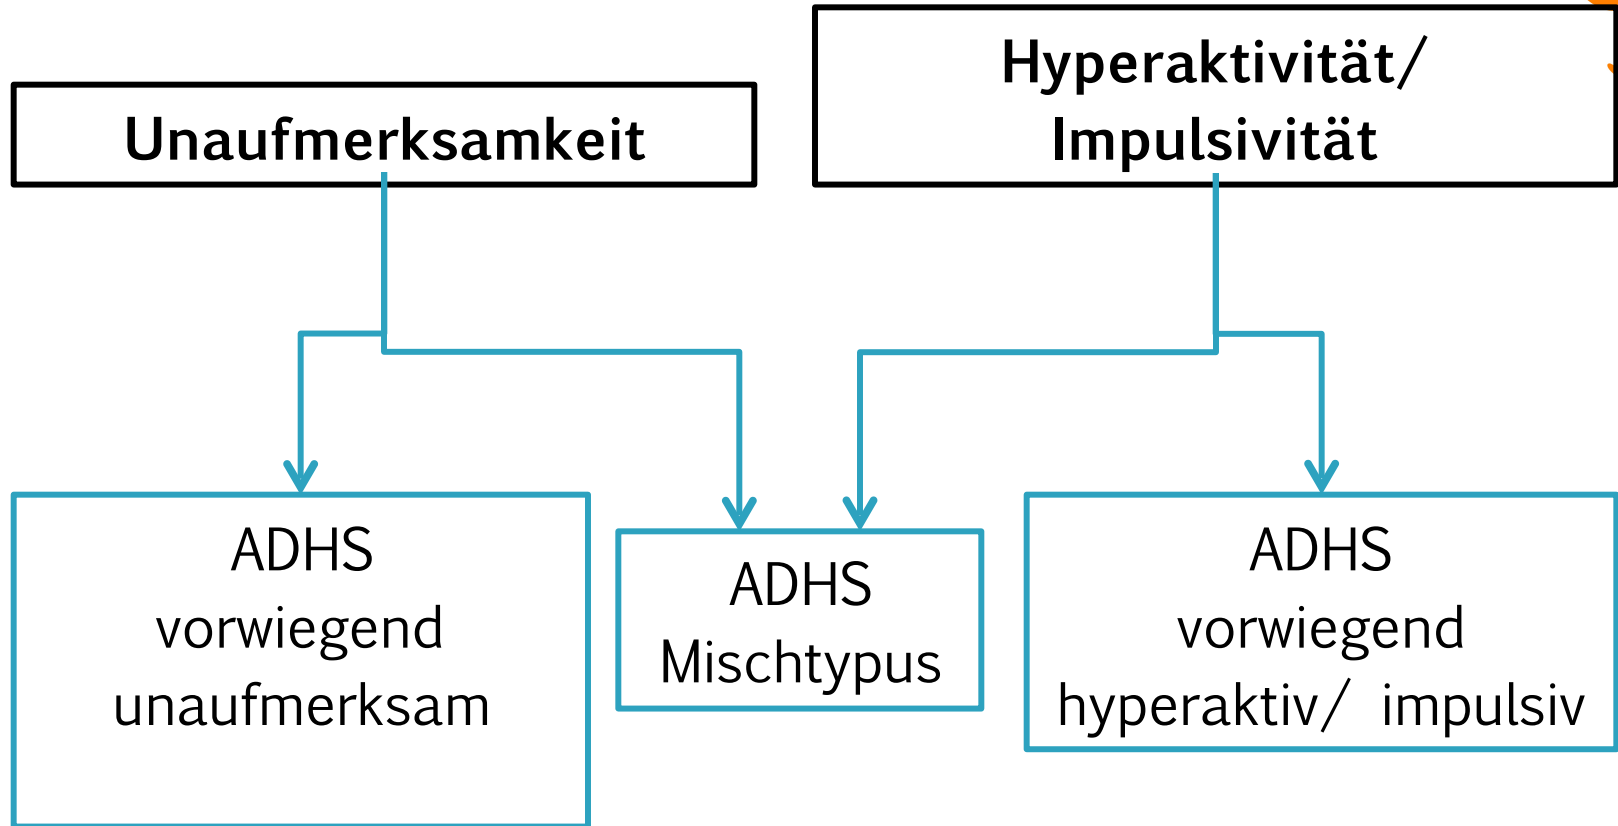 Unaufmerksamkeit
Hyperaktivität/
Impulsivität
ADHS
vorwiegend
unaufmerksam
ADHS
Mischtypus
ADHS
vorwiegend
hyperaktiv/ impulsiv